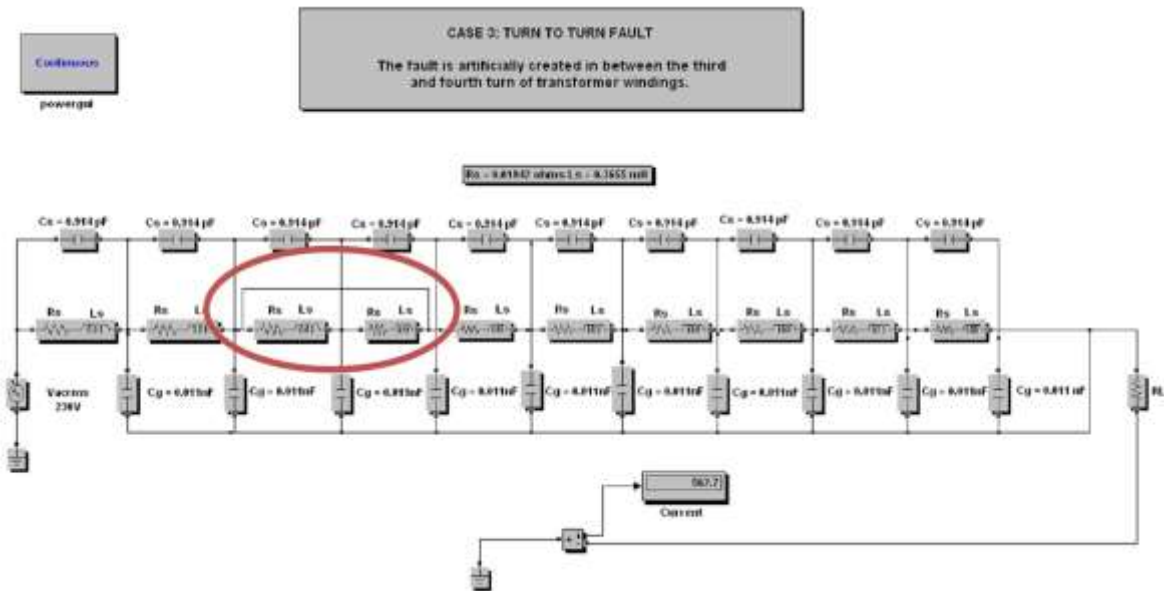 CASE 3: TURN TO TURN FAULT
The fault is artificially created in between the third
and fourth turn of transformer windings.
Continuous
powergui
Cs = 0.914 pF Cs = 0.914 pF Cs = 0.914 pF Cs = 0.914 pF Cs = 0.914 pF Cs = 0.914 pF Cs = 0.914 pF Cs = 0.914 pF Cs = 0.914 pF Cs = 0.914 pF
Rs Ls Rs Ls Rs Ls Rs Ls Rs Ls Rs Ls Rs Ls Rs Ls Rs Ls Rs Ls
Vacrms
230V
Cg = 0.011nF Cg = 0.011nF Cg = 0.011nF Cg = 0.011nF Cg = 0.011nF Cg = 0.011nF Cg = 0.011nF Cg = 0.011nF Cg = 0.011 nF
RL
567.7
Current